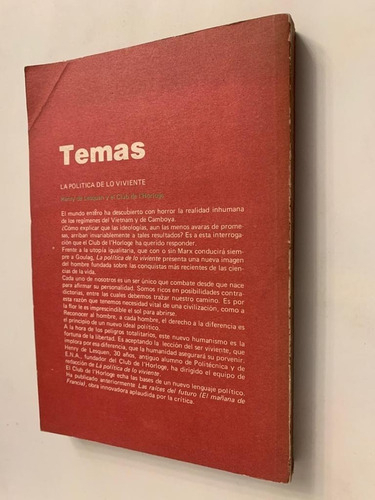 Temas
LA POLITICA DE LO VIVIENTE
Henry de Lesquen y el Club de l'Horloge
El mundo entero ha descubierto con horror la realidad inhumana
de los regímenes del Vietnam y de Camboya.
¿Cómo explicar que las ideologías, aun las menos avaras de prome-
sas, arriban invariablemente a tales resultados? Es a esta interroga-
ción que el Club de l'Horloge ha querido responder.
Frente a la utopía igualitaria, que con o sin Marx conducirá siem-
pre a Goulag, La política de lo viviente presenta una nueva imagen
del hombre fundada sobre las conquistas más recientes de las cien-
cias de la vida.
Cada uno de nosotros es un ser único que combate desde que nace
para afirmar su personalidad. Somos ricos en posibilidades contra-
dictorias, entre las cuales debemos trazar nuestro camino. Es por
esta razón que tenemos necesidad vital de una civilización, como a
la flor le es imprescindible el sol para abrirse.
Reconocer al hombre, a cada hombre, el derecho a la diferencia es
el principio de un nuevo ideal político.
A la hora de los peligros totalitarios, este nuevo humanismo es la
fortuna de la libertad. Es aceptando la lección del ser viviente, que
implora por esa diferencia, que la humanidad asegurará su porvenir.
Henry de Lesquen, 30 años, antiguo alumno de Politécnica y de
E.N.A., fundador del Club de l'Horloge, ha dirigido el equipo de
redacción de La política de lo viviente.
El Club de l'Horloge echa las bases de un nuevo lenguaje político.
Ha publicado anteriormente Las raíces del futuro (El mañana de
Francia), obra innovadora aplaudida por la crítica.